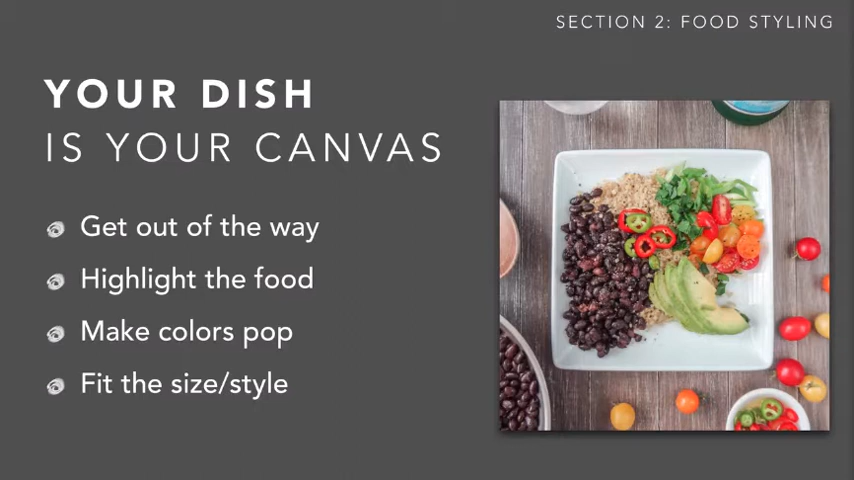 SECTION 2: FOOD STYLING
YOUR DISH
IS YOUR CANVAS
Get out of the way
Highlight the food
Make colors pop
Fit the size/style